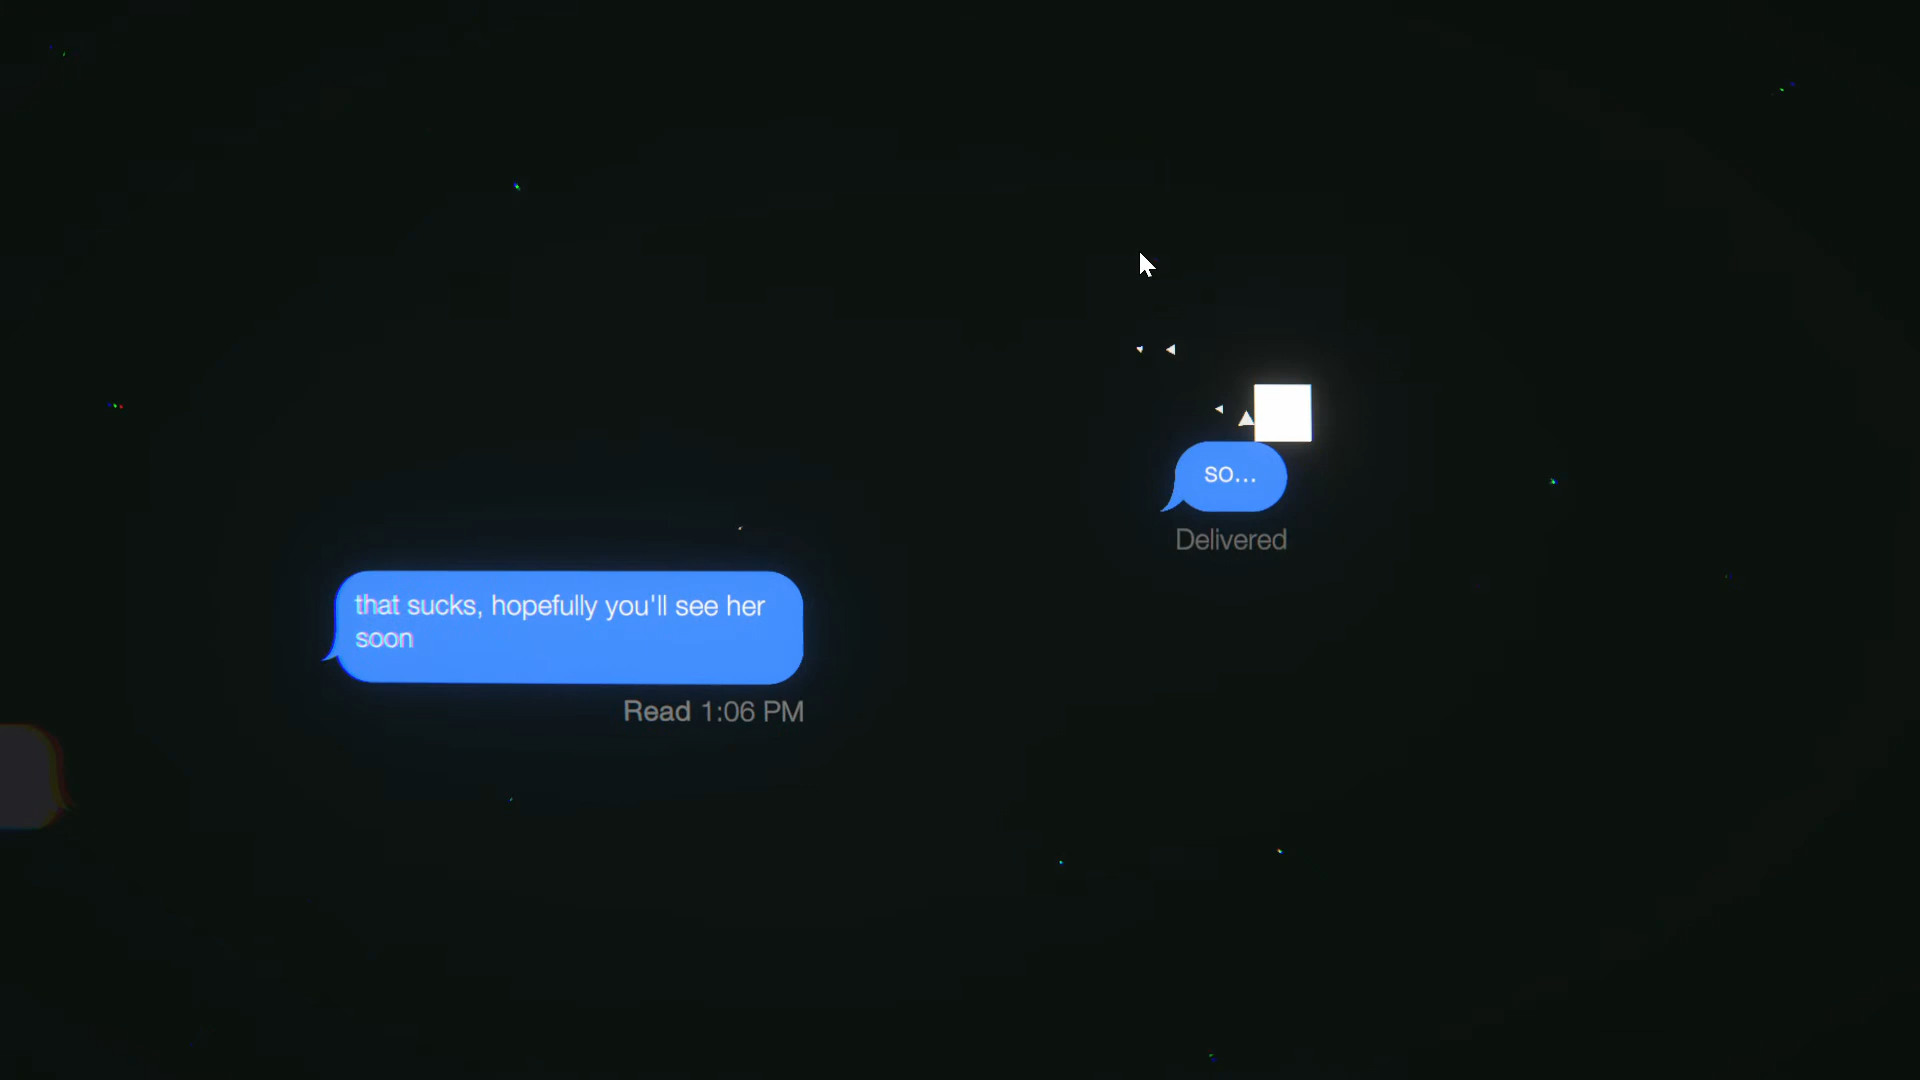 so...
Delivered
that sucks, hopefully you'll see her
soon
Read 1:06 PM